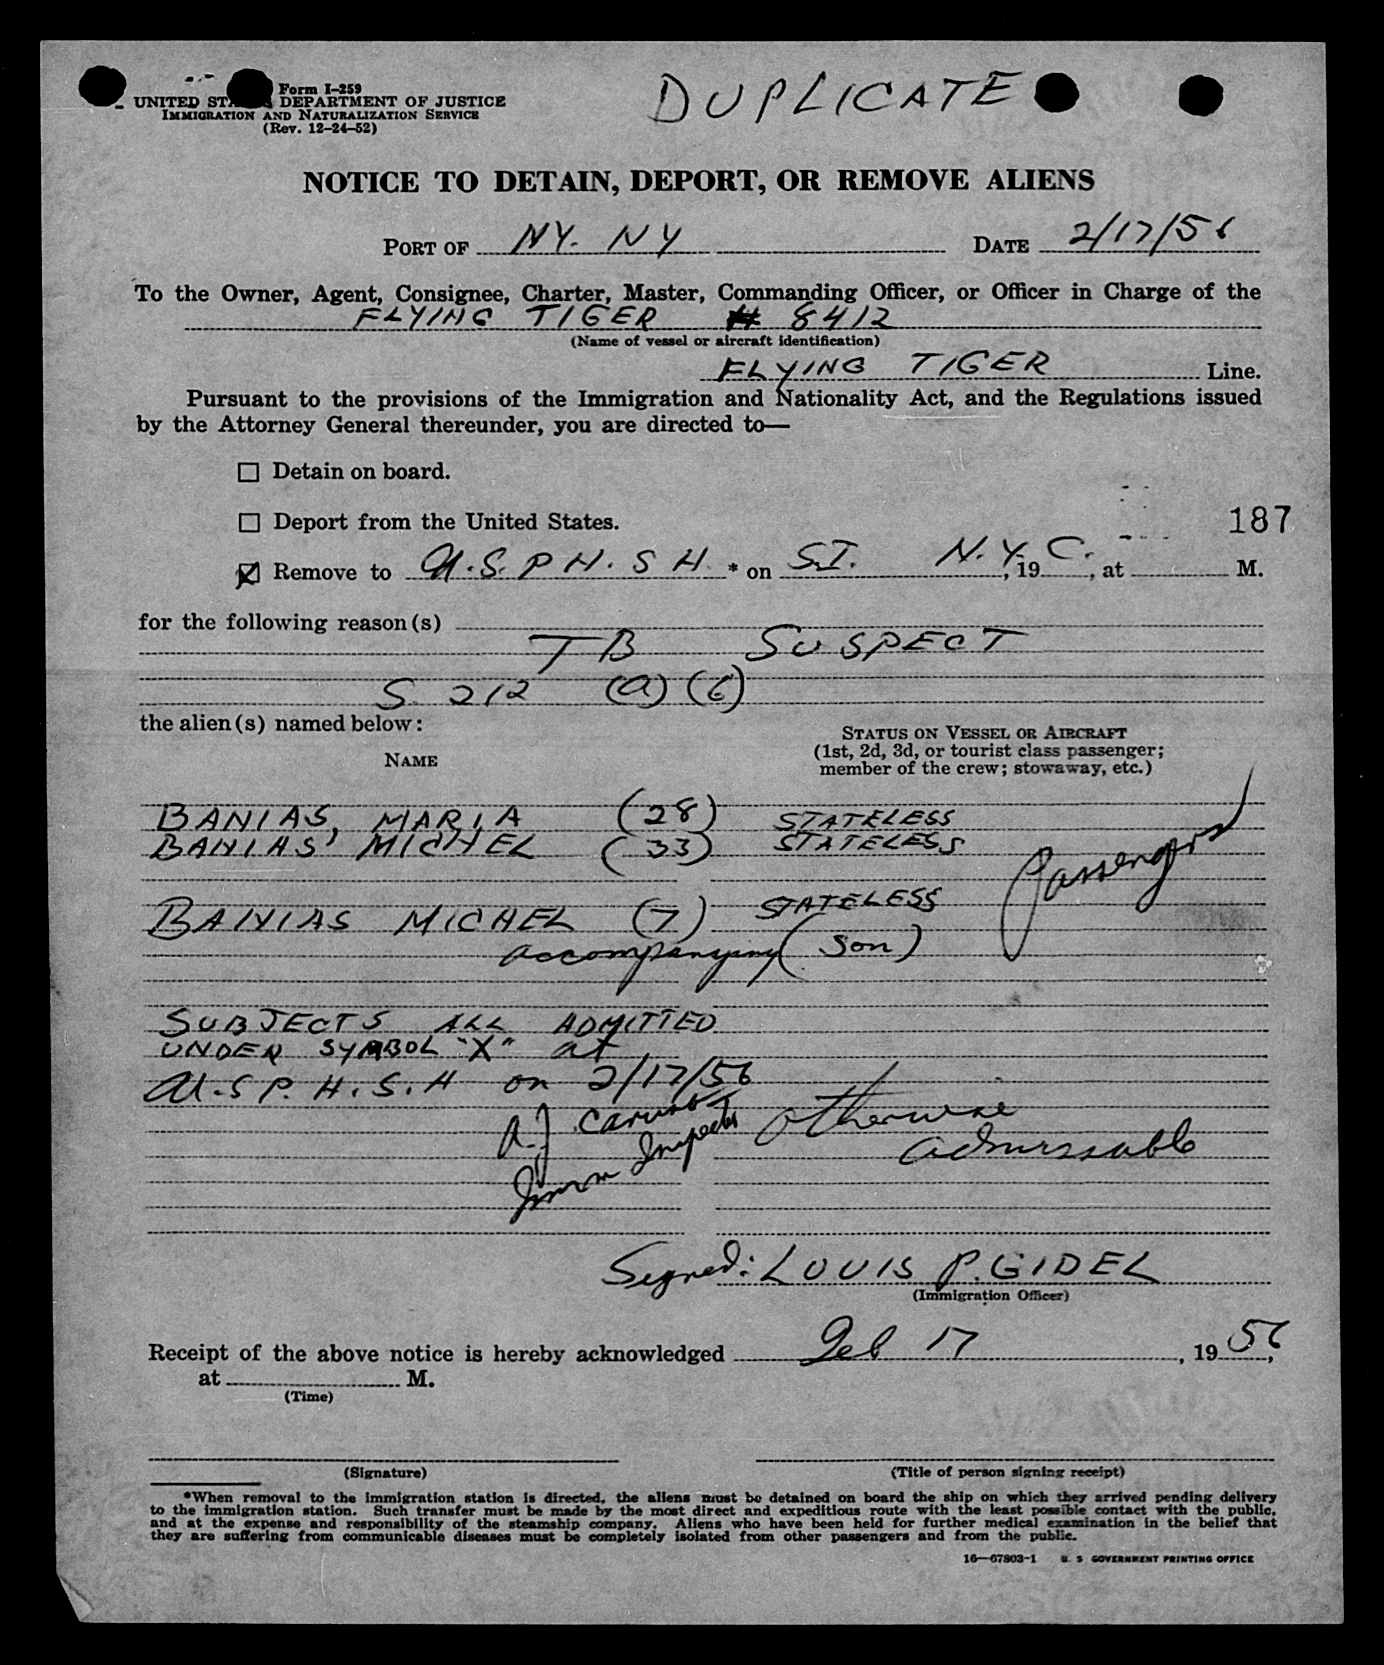 Form I-259
UNITED STATES DEPARTMENT OF JUSTICE
IMMIGRATION AND NATURALIZATION SERVICE
(Rev. 12-24-52)
DUPLICATE
NOTICE TO DETAIN, DEPORT, OR REMOVE ALIENS
PORT OF NY. NY DATE 2/17/56
To the Owner, Agent, Consignee, Charter, Master, Commanding Officer, or Officer in Charge of the
FLYING TIGER # 8412
(Name of vessel or aircraft identification)
FLYING TIGER Line.
Pursuant to the provisions of the Immigration and Nationality Act, and the Regulations issued
by the Attorney General thereunder, you are directed to—
☐ Detain on board.
☐ Deport from the United States.
187
☒ Remove to U.S.P.H.S H. * on S.I. N.Y.C. , 19 , at M.
for the following reason(s)
TB SUSPECT
S. 212 (a) (6)
the alien(s) named below:
NAME
STATUS ON VESSEL OR AIRCRAFT
(1st, 2d, 3d, or tourist class passenger;
member of the crew; stowaway, etc.)
BANIAS, MARIA (28) STATELESS
BANIAS, MICHEL (33) STATELESS
Passengers
BANIAS MICHEL (7) STATELESS
accompanying (son)
SUBJECTS ALL ADMITTED
UNDER SYMBOL "X" at
U.S P. H. S. H on 2/17/56
A.J. Caruso
Imm Inspector
otherwise
admissable
Signed: LOUIS P. GIDEL
(Immigration Officer)
Receipt of the above notice is hereby acknowledged Feb 17, 1956,
at M.
(Time)
(Signature)
(Title of person signing receipt)
*When removal to the immigration station is directed, the aliens must be detained on board the ship on which they arrived pending delivery
to the immigration station. Such transfer must be made by the most direct and expeditious route with the least possible contact with the public,
and at the expense and responsibility of the steamship company. Aliens who have been held for further medical examination in the belief that
they are suffering from communicable diseases must be completely isolated from other passengers and from the public.
16—67803-1 U. S GOVERNMENT PRINTING OFFICE